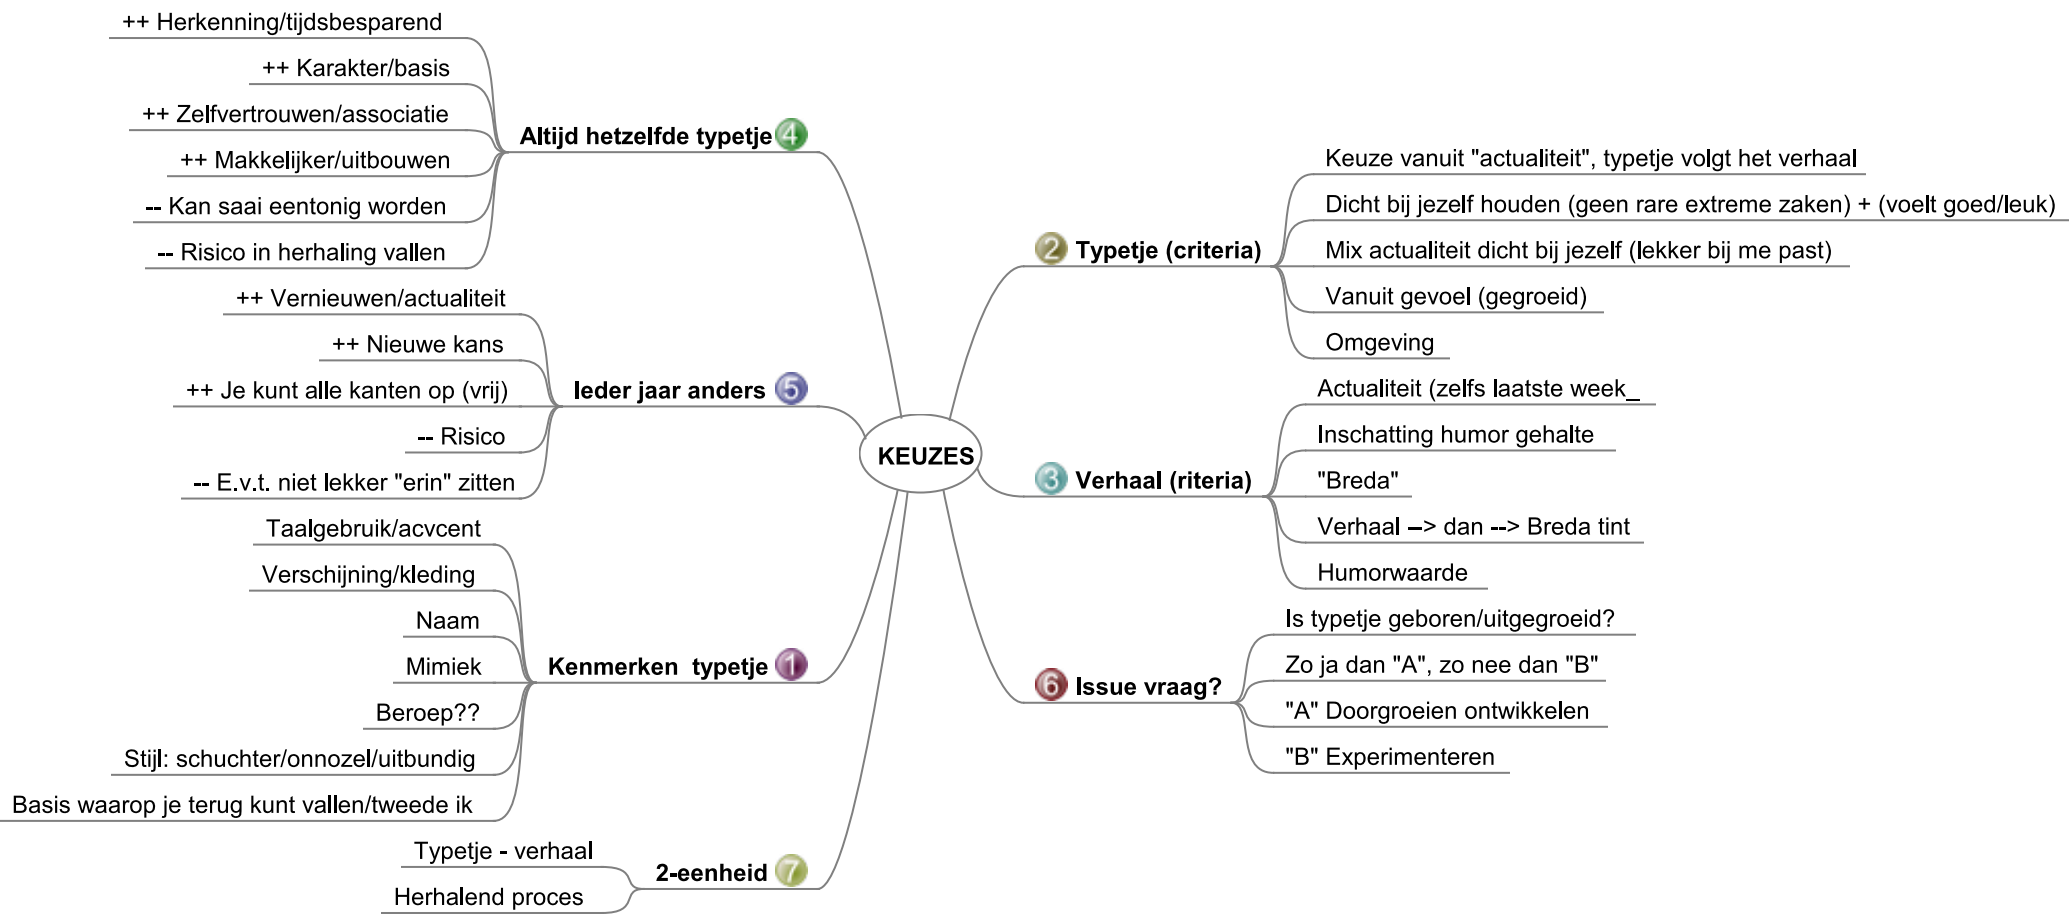 KEUZES
Kenmerken  typetje 1
Taalgebruik/acvcent
Verschijning/kleding
Naam
Mimiek
Beroep??
Stijl: schuchter/onnozel/uitbundig
Basis waarop je terug kunt vallen/tweede ik
2 Typetje (criteria)
Keuze vanuit "actualiteit", typetje volgt het verhaal
Dicht bij jezelf houden (geen rare extreme zaken) + (voelt goed/leuk)
Mix actualiteit dicht bij jezelf (lekker bij me past)
Vanuit gevoel (gegroeid)
Omgeving
3 Verhaal (riteria)
Actualiteit (zelfs laatste week_
Inschatting humor gehalte
"Breda"
Verhaal –> dan --> Breda tint
Humorwaarde
Altijd hetzelfde typetje 4
++ Herkenning/tijdsbesparend
++ Karakter/basis
++ Zelfvertrouwen/associatie
++ Makkelijker/uitbouwen
-- Kan saai eentonig worden
-- Risico in herhaling vallen
Ieder jaar anders 5
++ Vernieuwen/actualiteit
++ Nieuwe kans
++ Je kunt alle kanten op (vrij)
-- Risico
-- E.v.t. niet lekker "erin" zitten
6 Issue vraag?
Is typetje geboren/uitgegroeid?
Zo ja dan "A", zo nee dan "B"
"A" Doorgroeien ontwikkelen
"B" Experimenteren
2-eenheid 7
Typetje - verhaal
Herhalend proces